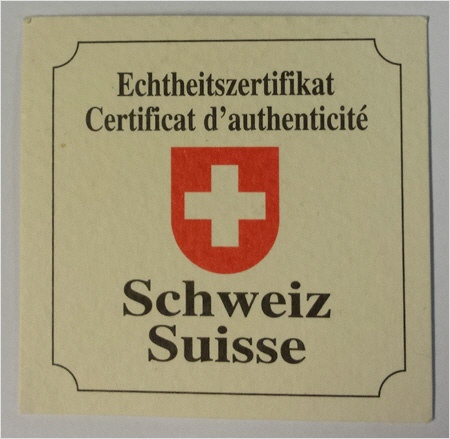 Echtheitszertifikat
Certificat d'authenticité
Schweiz
Suisse